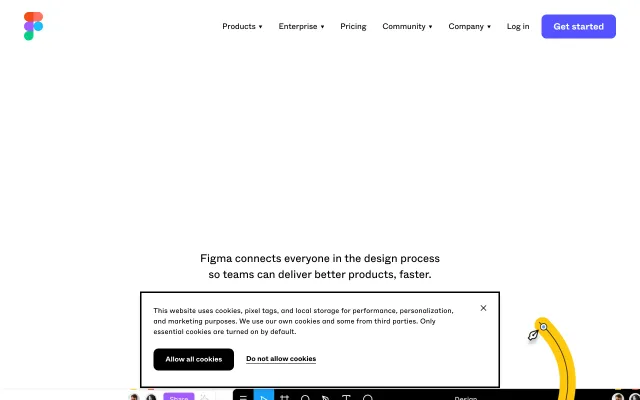 Products ▾ Enterprise ▾ Pricing Community ▾ Company ▾ Log in Get started
Figma connects everyone in the design process
so teams can deliver better products, faster.
This website uses cookies, pixel tags, and local storage for performance, personalization,
and marketing purposes. We use our own cookies and some from third parties. Only
essential cookies are turned on by default.
Allow all cookies Do not allow cookies
Share Design